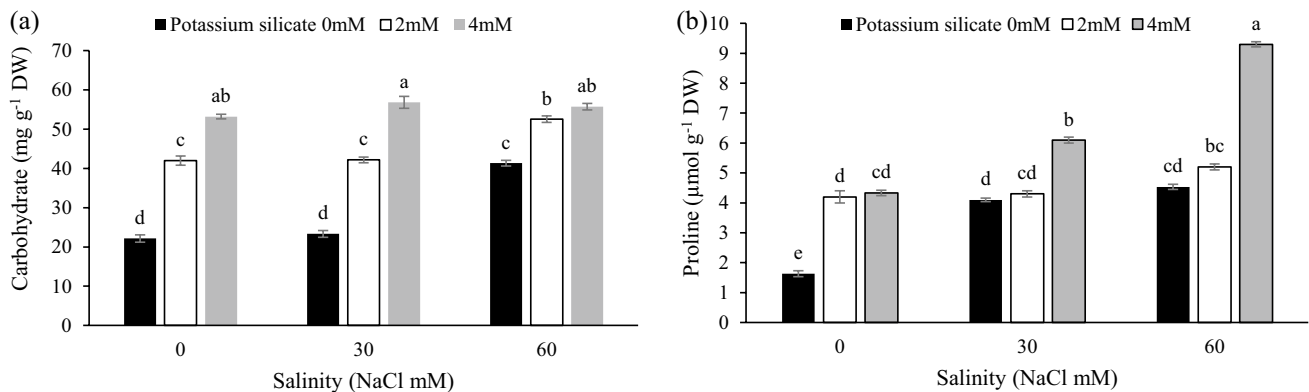 (a)
Potassium silicate 0mM 2mM 4mM
Carbohydrate (mg g⁻¹ DW)
70
60
50
40
30
20
10
0
d c ab
d c a
c b ab
0 30 60
Salinity (NaCl mM)
(b)
Potassium silicate 0mM 2mM 4mM
Proline (µmol g⁻¹ DW)
10
9
8
7
6
5
4
3
2
1
0
e d cd
d cd b
cd bc a
0 30 60
Salinity (NaCl mM)